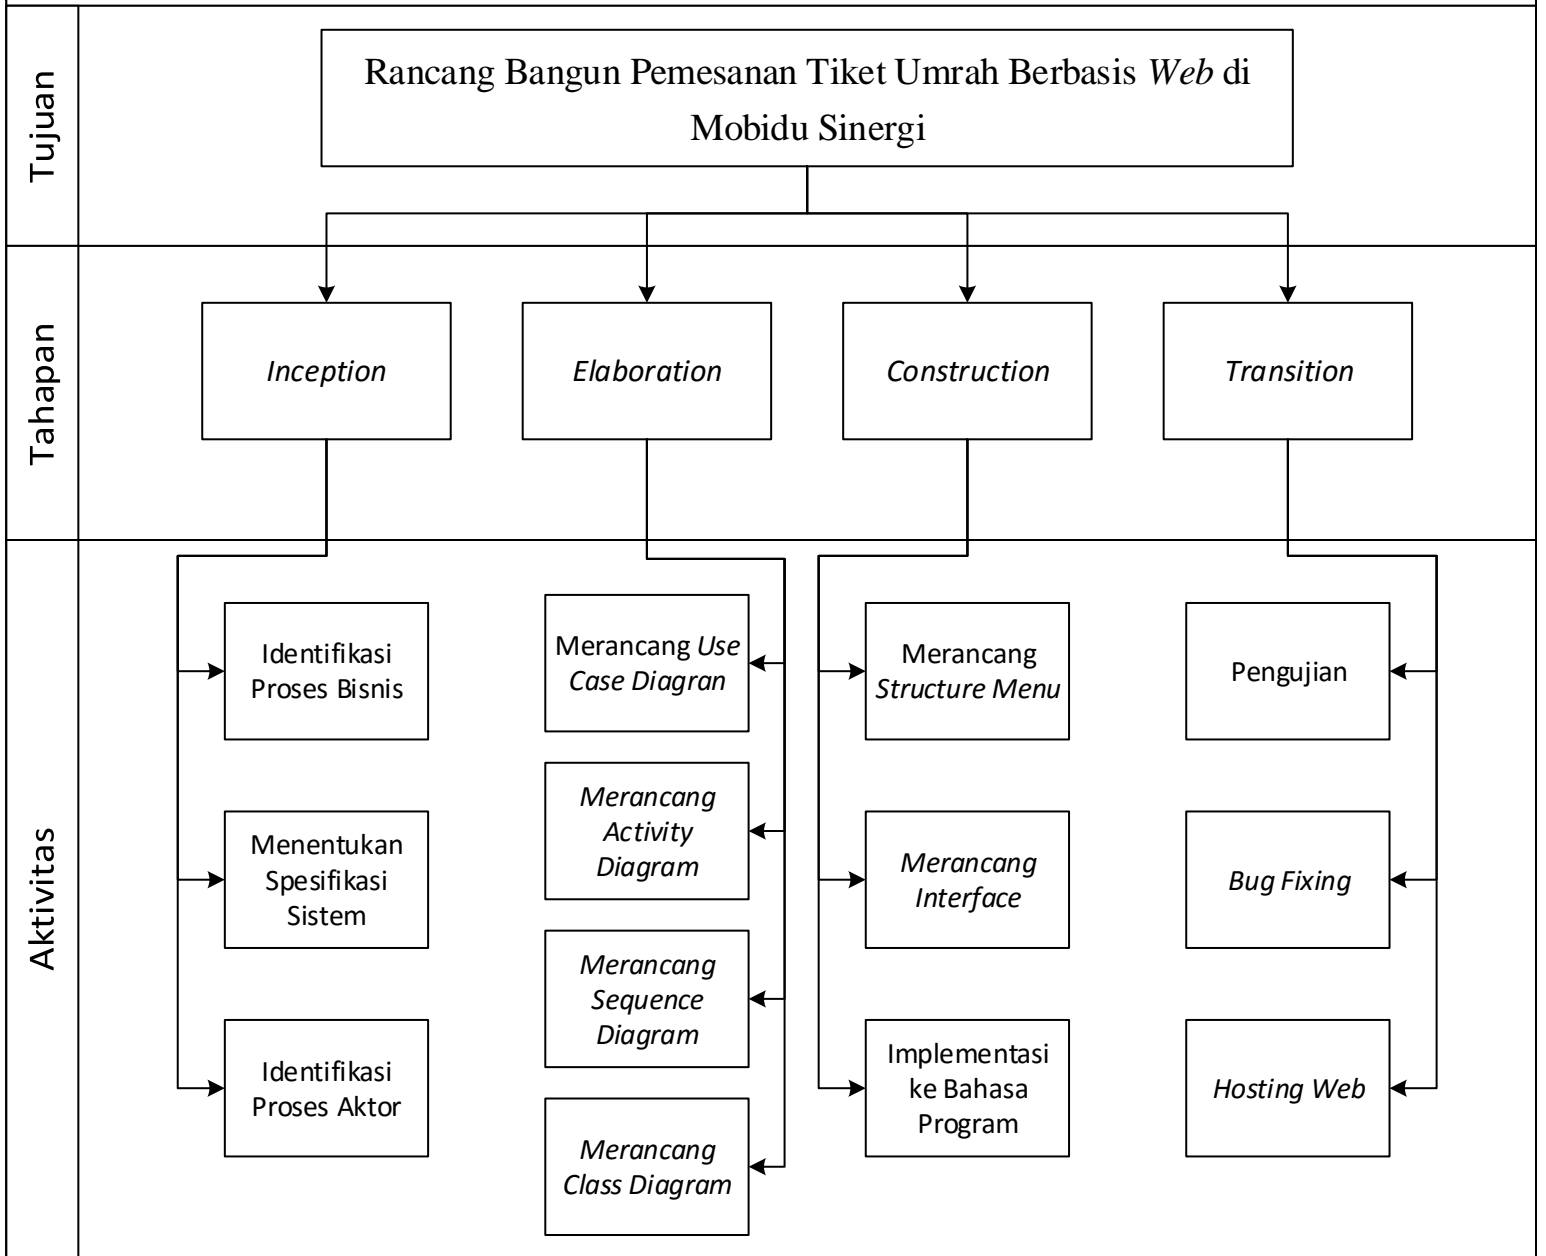 Tujuan
Rancang Bangun Pemesanan Tiket Umrah Berbasis Web di
Mobidu Sinergi
Tahapan
Inception
Elaboration
Construction
Transition
Aktivitas
Identifikasi
Proses Bisnis
Menentukan
Spesifikasi
Sistem
Identifikasi
Proses Aktor
Merancang Use
Case Diagran
Merancang
Activity
Diagram
Merancang
Sequence
Diagram
Merancang
Class Diagram
Merancang
Structure Menu
Merancang
Interface
Implementasi
ke Bahasa
Program
Pengujian
Bug Fixing
Hosting Web